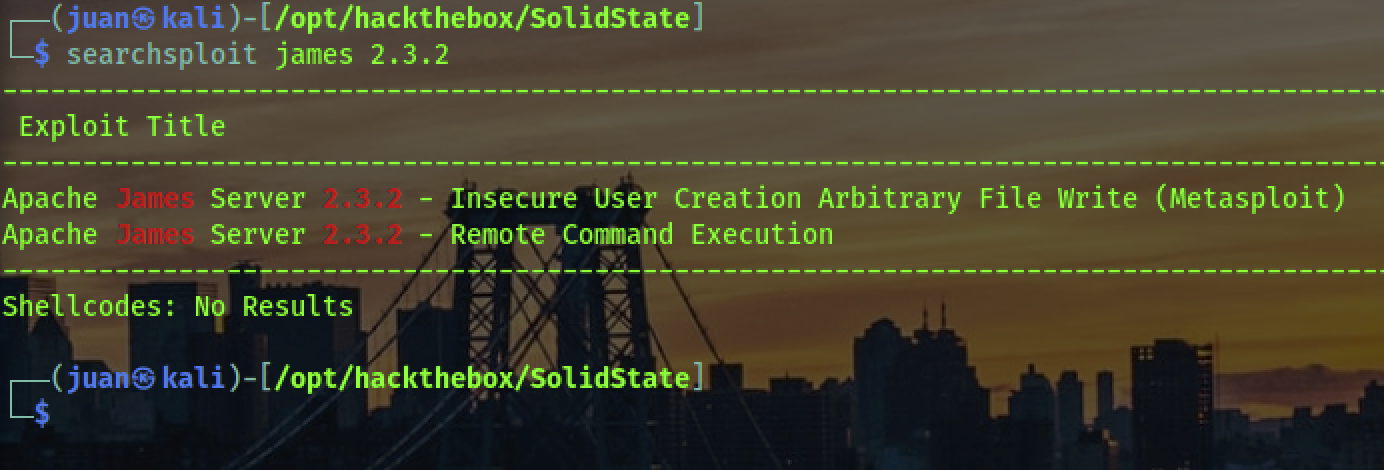 ┌──(juan㉿kali)-[/opt/hackthebox/SolidState]
└─$ searchsploit james 2.3.2
---------------------------------------------------------------------------------------
 Exploit Title
---------------------------------------------------------------------------------------
Apache James Server 2.3.2 - Insecure User Creation Arbitrary File Write (Metasploit)
Apache James Server 2.3.2 - Remote Command Execution
---------------------------------------------------------------------------------------
Shellcodes: No Results
┌──(juan㉿kali)-[/opt/hackthebox/SolidState]
└─$